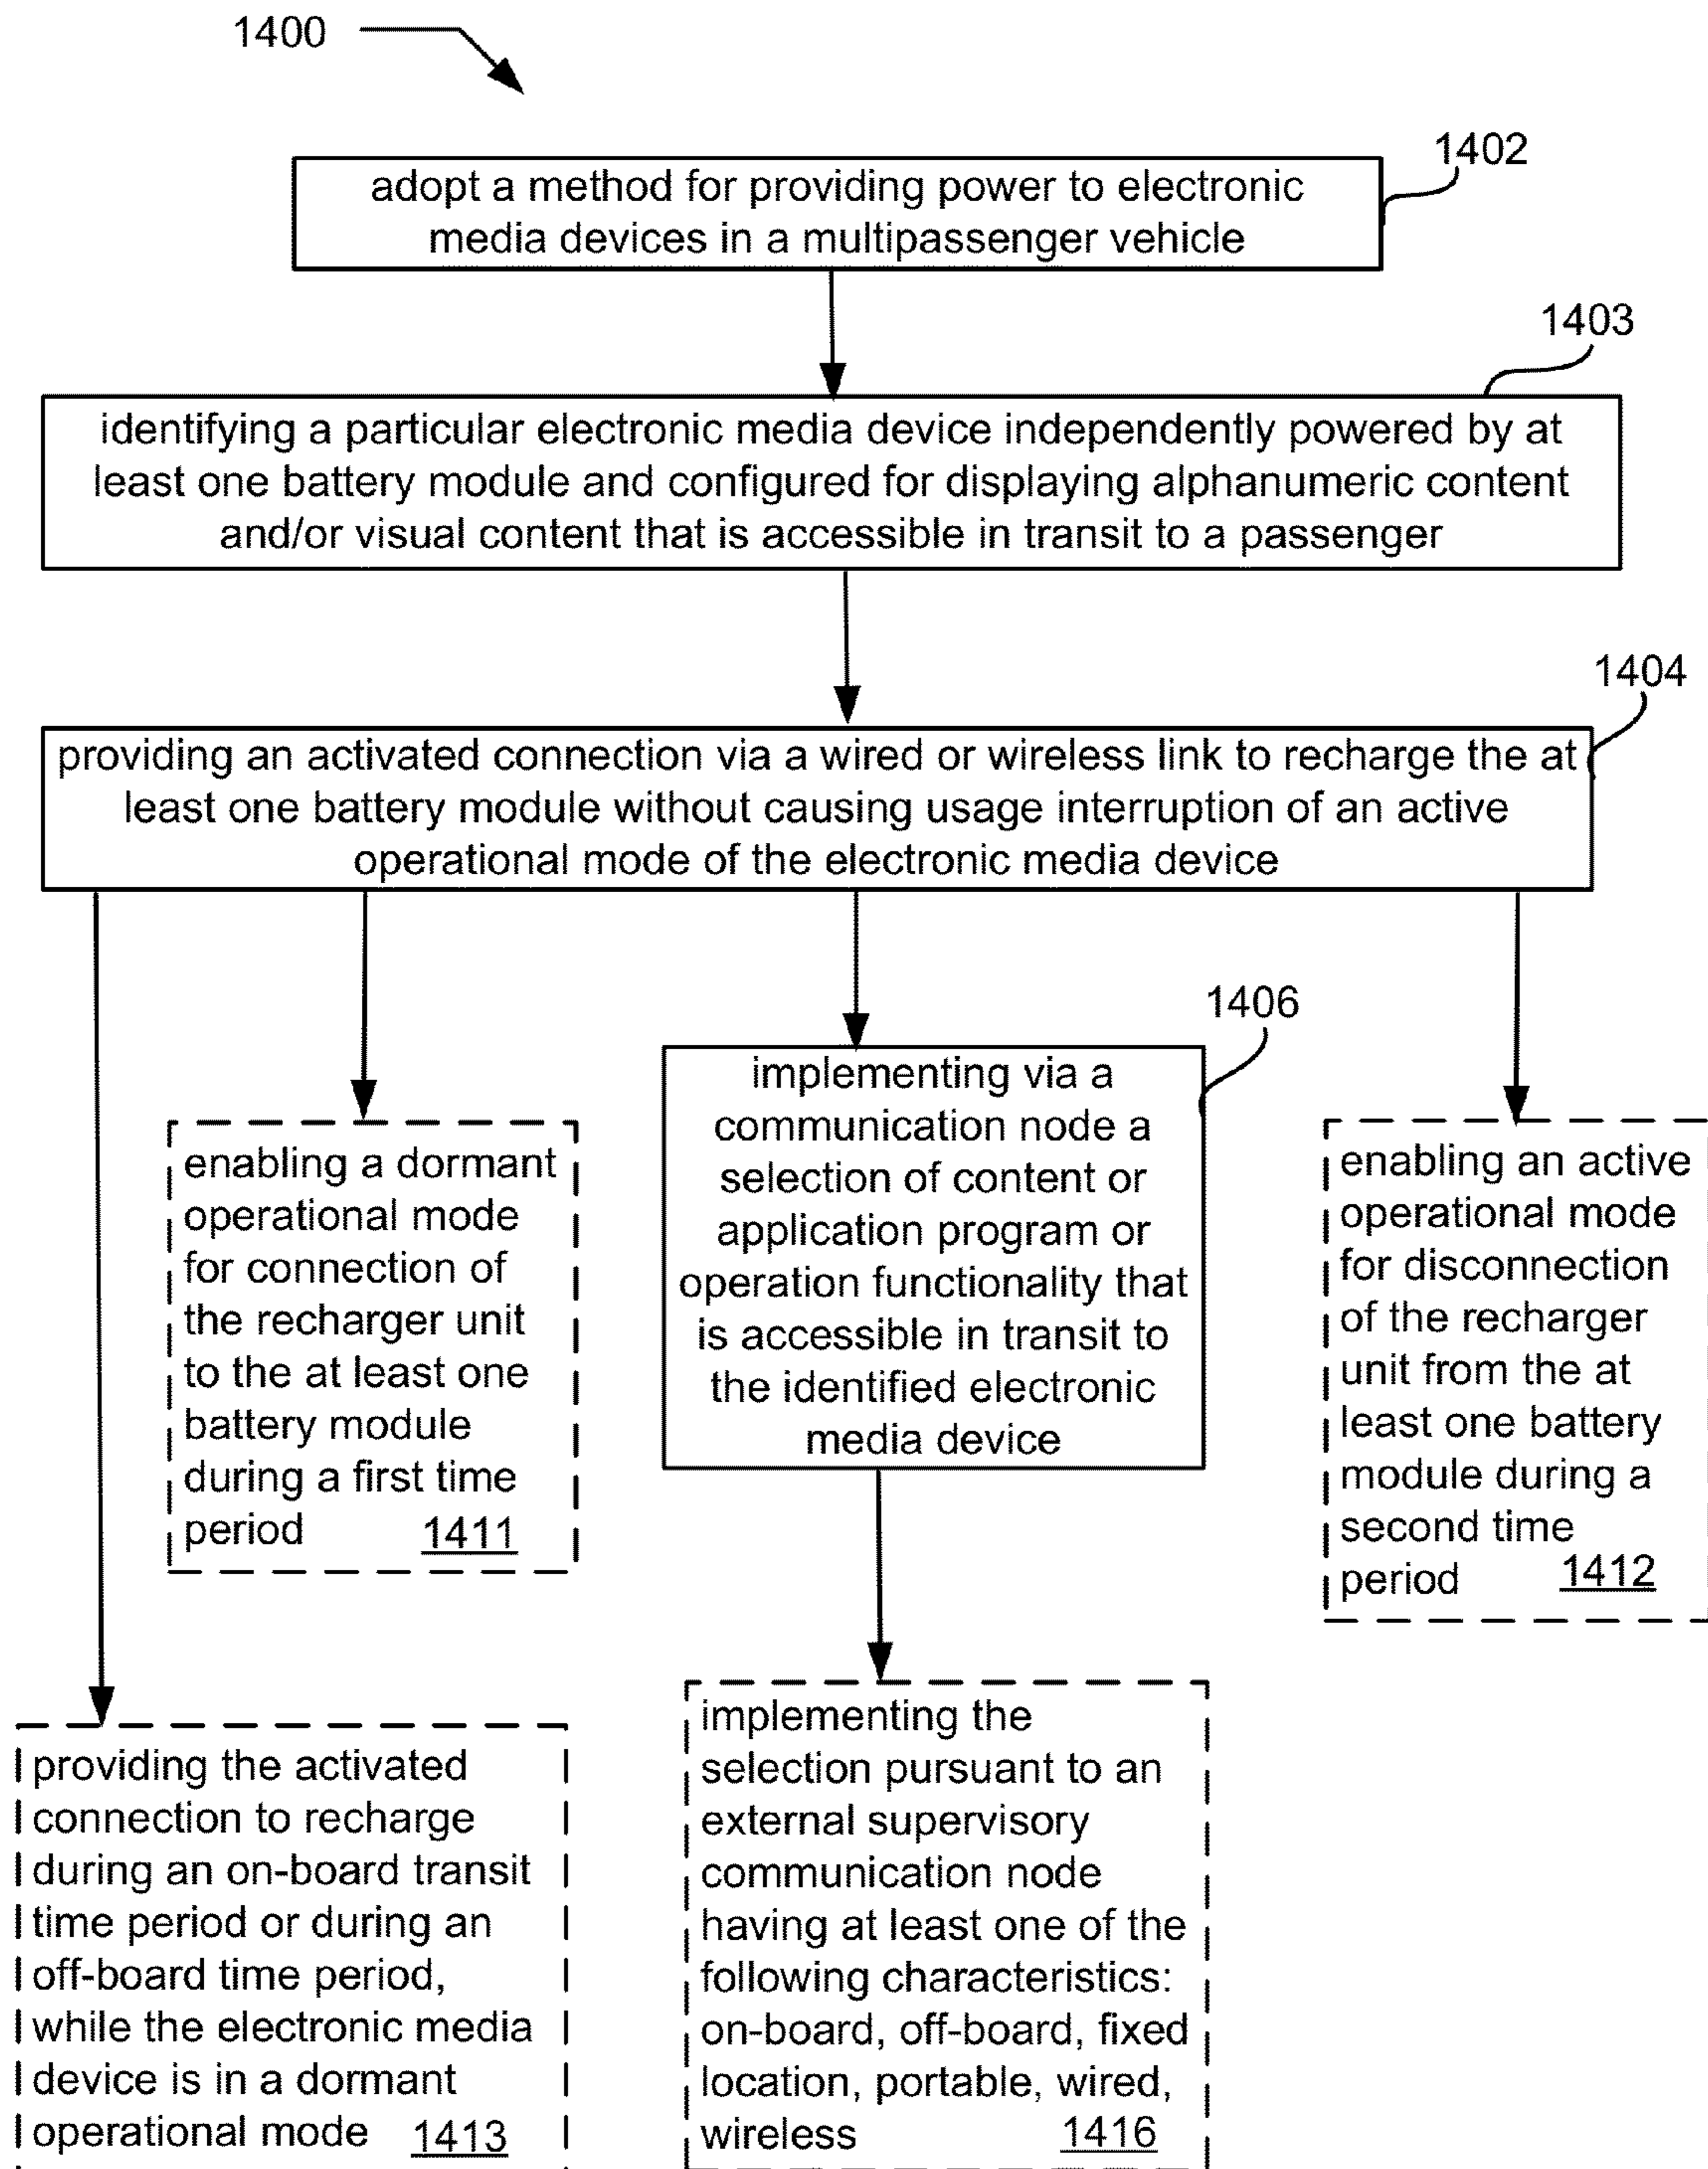 1400
1402
adopt a method for providing power to electronic
media devices in a multipassenger vehicle
1403
identifying a particular electronic media device independently powered by at
least one battery module and configured for displaying alphanumeric content
and/or visual content that is accessible in transit to a passenger
1404
providing an activated connection via a wired or wireless link to recharge the at
least one battery module without causing usage interruption of an active
operational mode of the electronic media device
1406
enabling a dormant
operational mode
for connection of
the recharger unit
to the at least one
battery module
during a first time
period 1411
implementing via a
communication node a
selection of content or
application program or
operation functionality that
is accessible in transit to
the identified electronic
media device
enabling an active
operational mode
for disconnection
of the recharger
unit from the at
least one battery
module during a
second time
period 1412
providing the activated
connection to recharge
during an on-board transit
time period or during an
off-board time period,
while the electronic media
device is in a dormant
operational mode 1413
implementing the
selection pursuant to an
external supervisory
communication node
having at least one of the
following characteristics:
on-board, off-board, fixed
location, portable, wired,
wireless 1416